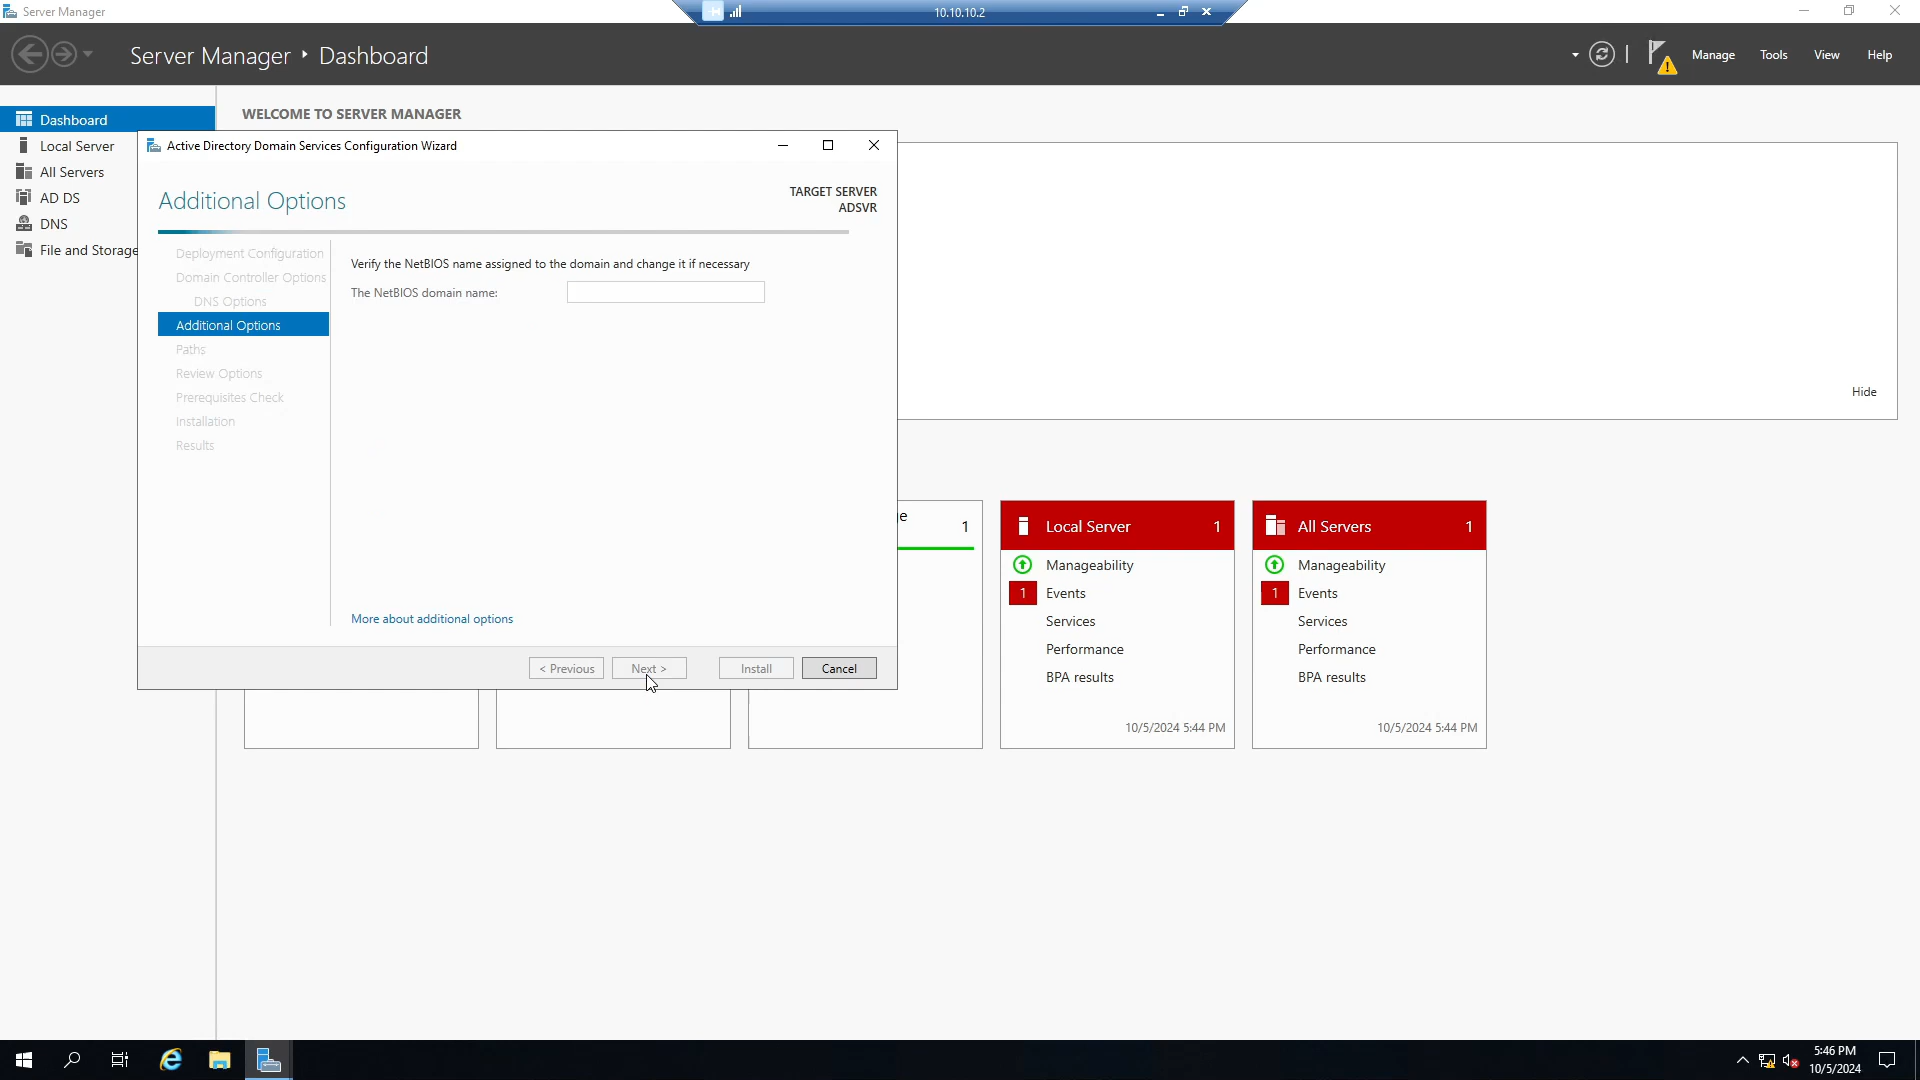 Server Manager
10.10.10.2
Server Manager ‣ Dashboard
Manage
Tools
View
Help
Dashboard
Local Server
All Servers
AD DS
DNS
File and Storage
WELCOME TO SERVER MANAGER
Active Directory Domain Services Configuration Wizard
Additional Options
TARGET SERVER
ADSVR
Deployment Configuration
Domain Controller Options
DNS Options
Additional Options
Paths
Review Options
Prerequisites Check
Installation
Results
Verify the NetBIOS name assigned to the domain and change it if necessary
The NetBIOS domain name:
More about additional options
< Previous
Next >
Install
Cancel
Hide
1
Local Server 1
Manageability
1 Events
Services
Performance
BPA results
10/5/2024 5:44 PM
All Servers 1
Manageability
1 Events
Services
Performance
BPA results
10/5/2024 5:44 PM
5:46 PM
10/5/2024